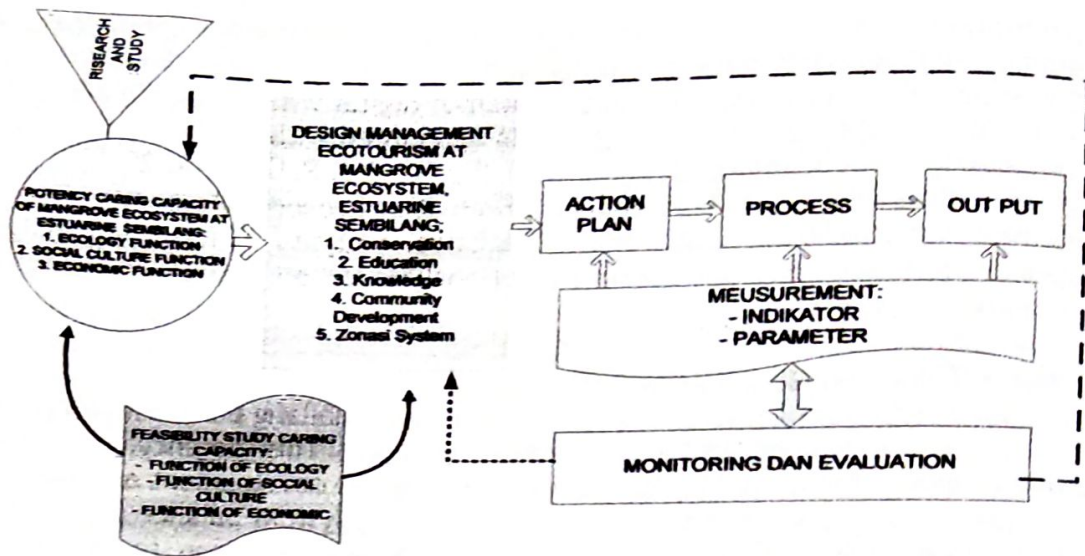 RISEARCH
AND
STUDY
POTENCY CARING CAPACITY
OF MANGROVE ECOSYSTEM AT
ESTUARINE SEMBILANG:
1. ECOLOGY FUNCTION
2. SOCIAL CULTURE FUNCTION
3. ECONOMIC FUNCTION
DESIGN MANAGEMENT
ECOTOURISM AT
MANGROVE
ECOSYSTEM,
ESTUARINE
SEMBILANG;
1. Conservation
2. Education
3. Knowledge
4. Community
Development
5. Zonasi System
ACTION
PLAN
PROCESS
OUT PUT
MEUSUREMENT:
- INDIKATOR
- PARAMETER
FEASIBILITY STUDY CARING
CAPACITY:
- FUNCTION OF ECOLOGY
- FUNCTION OF SOCIAL
CULTURE
- FUNCTION OF ECONOMIC
MONITORING DAN EVALUATION